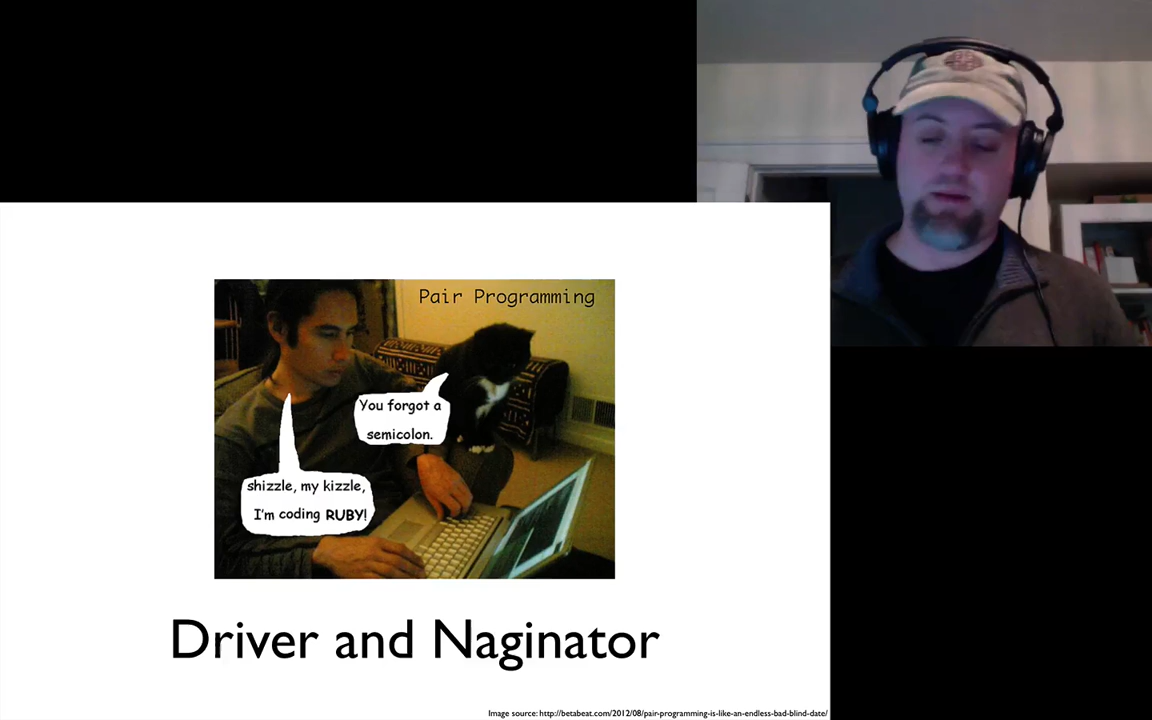 Pair Programming
You forgot a
semicolon.
shizzle, my kizzle,
I'm coding RUBY!
Driver and Naginator
Image source: http://betabeat.com/2012/08/pair-programming-is-like-an-endless-bad-blind-date/